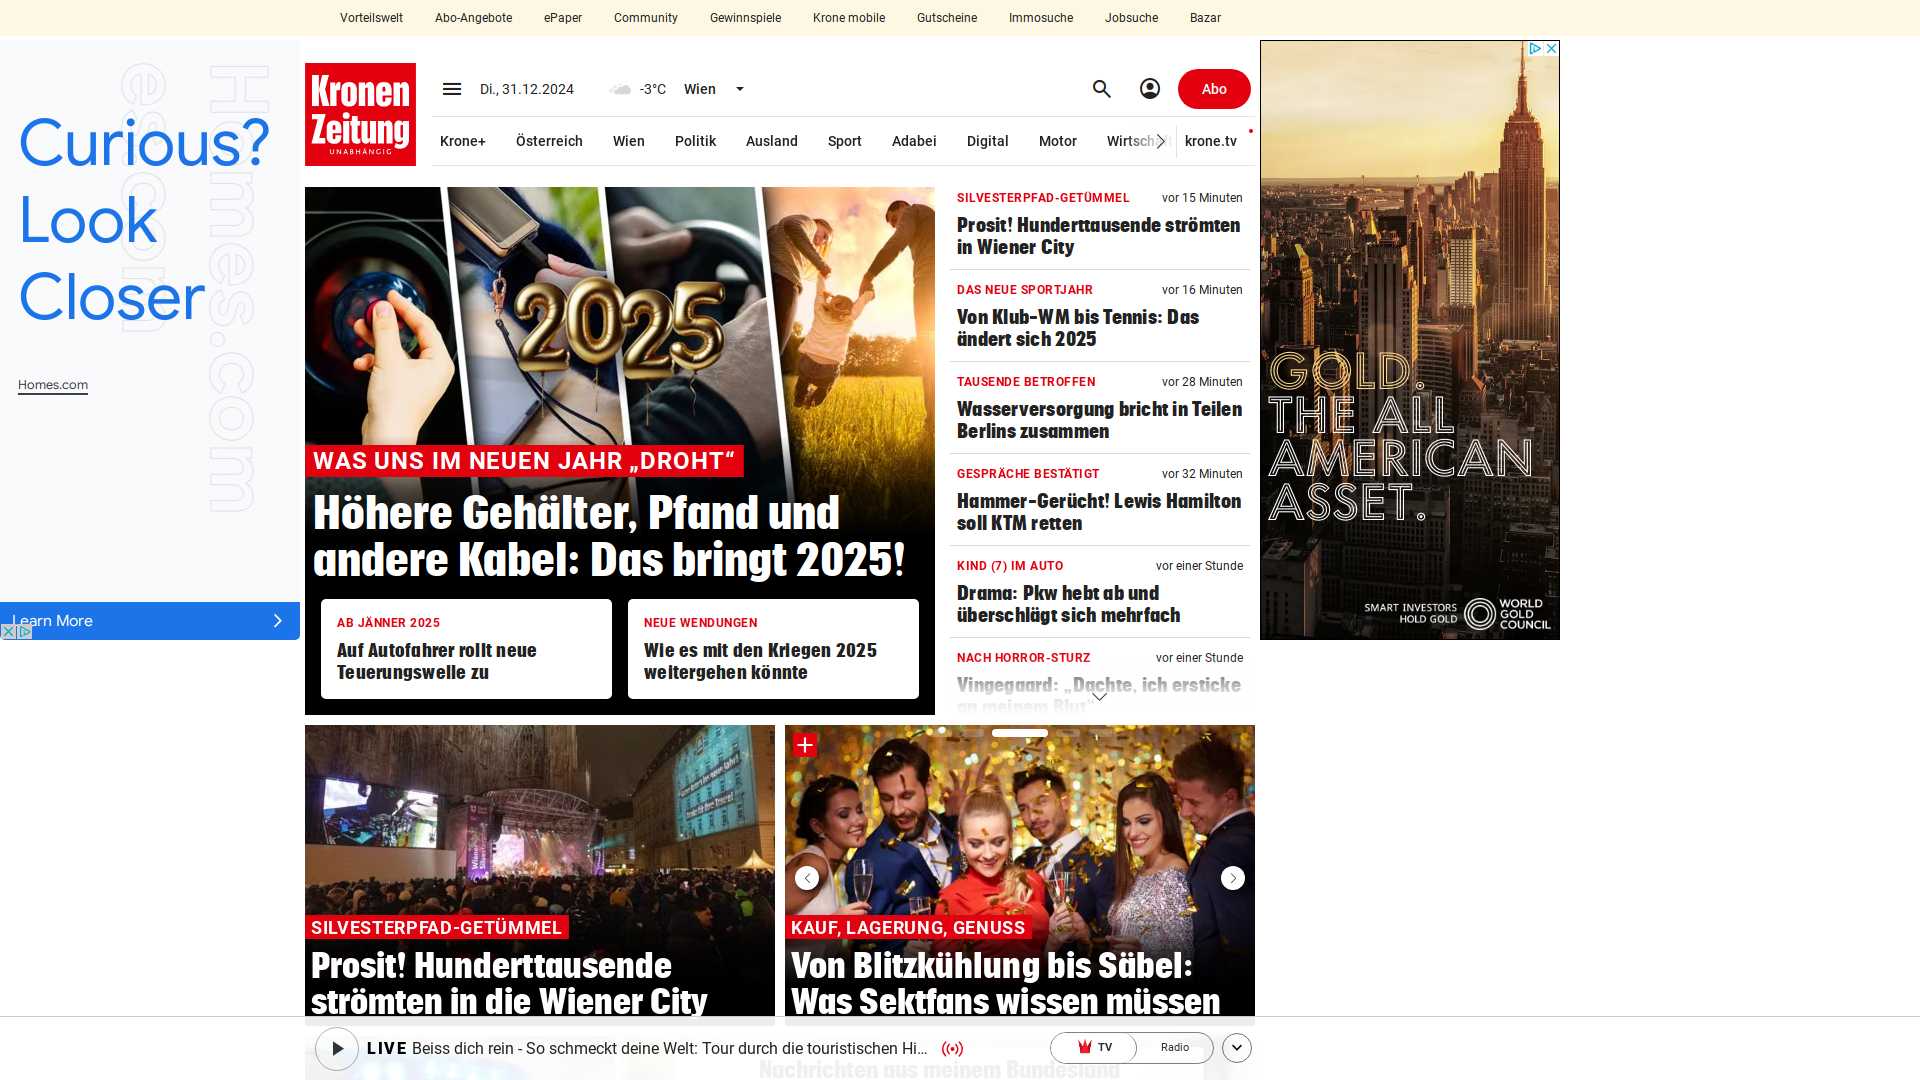 Vorteilswelt
Abo-Angebote
ePaper
Community
Gewinnspiele
Krone mobile
Gutscheine
Immosuche
Jobsuche
Bazar
Curious?
Look
Closer
Homes.com
Homes.com
Learn More
Kronen
Zeitung
UNABHÄNGIG
Di., 31.12.2024
-3°C
Wien
Abo
Krone+
Österreich
Wien
Politik
Ausland
Sport
Adabei
Digital
Motor
Wirtschaft
krone.tv
2025
WAS UNS IM NEUEN JAHR „DROHT“
Höhere Gehälter, Pfand und
andere Kabel: Das bringt 2025!
AB JÄNNER 2025
Auf Autofahrer rollt neue
Teuerungswelle zu
NEUE WENDUNGEN
Wie es mit den Kriegen 2025
weitergehen könnte
SILVESTERPFAD-GETÜMMEL
vor 15 Minuten
Prosit! Hunderttausende strömten
in Wiener City
DAS NEUE SPORTJAHR
vor 16 Minuten
Von Klub-WM bis Tennis: Das
ändert sich 2025
TAUSENDE BETROFFEN
vor 28 Minuten
Wasserversorgung bricht in Teilen
Berlins zusammen
GESPRÄCHE BESTÄTIGT
vor 32 Minuten
Hammer-Gerücht! Lewis Hamilton
soll KTM retten
KIND (7) IM AUTO
vor einer Stunde
Drama: Pkw hebt ab und
überschlägt sich mehrfach
NACH HORROR-STURZ
vor einer Stunde
Vingegaard: „Dachte, ich ersticke
an meinem Blut“
GOLD.
THE ALL
AMERICAN
ASSET.
SMART INVESTORS
HOLD GOLD
WORLD
GOLD
COUNCIL
SILVESTERPFAD-GETÜMMEL
Prosit! Hunderttausende
strömten in die Wiener City
KAUF, LAGERUNG, GENUSS
Von Blitzkühlung bis Säbel:
Was Sektfans wissen müssen
LIVE Beiss dich rein - So schmeckt deine Welt: Tour durch die touristischen Hi...
TV
Radio
Nachrichten aus meinem Bundesland